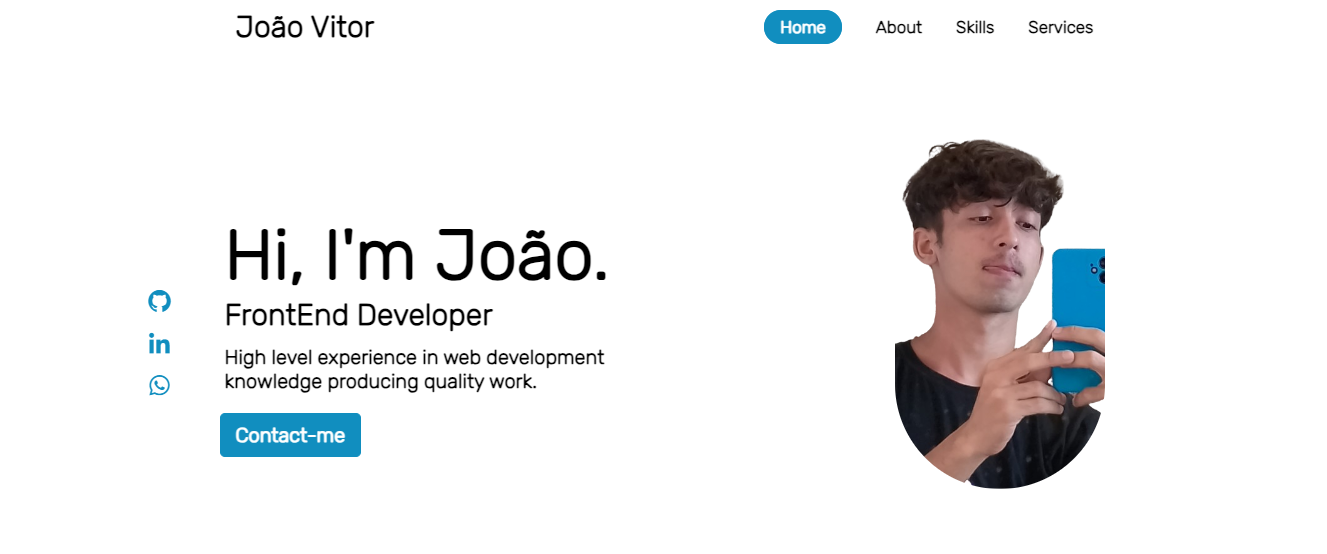 João Vitor
Home About Skills Services
Hi, I'm João.
FrontEnd Developer
High level experience in web development
knowledge producing quality work.
Contact-me